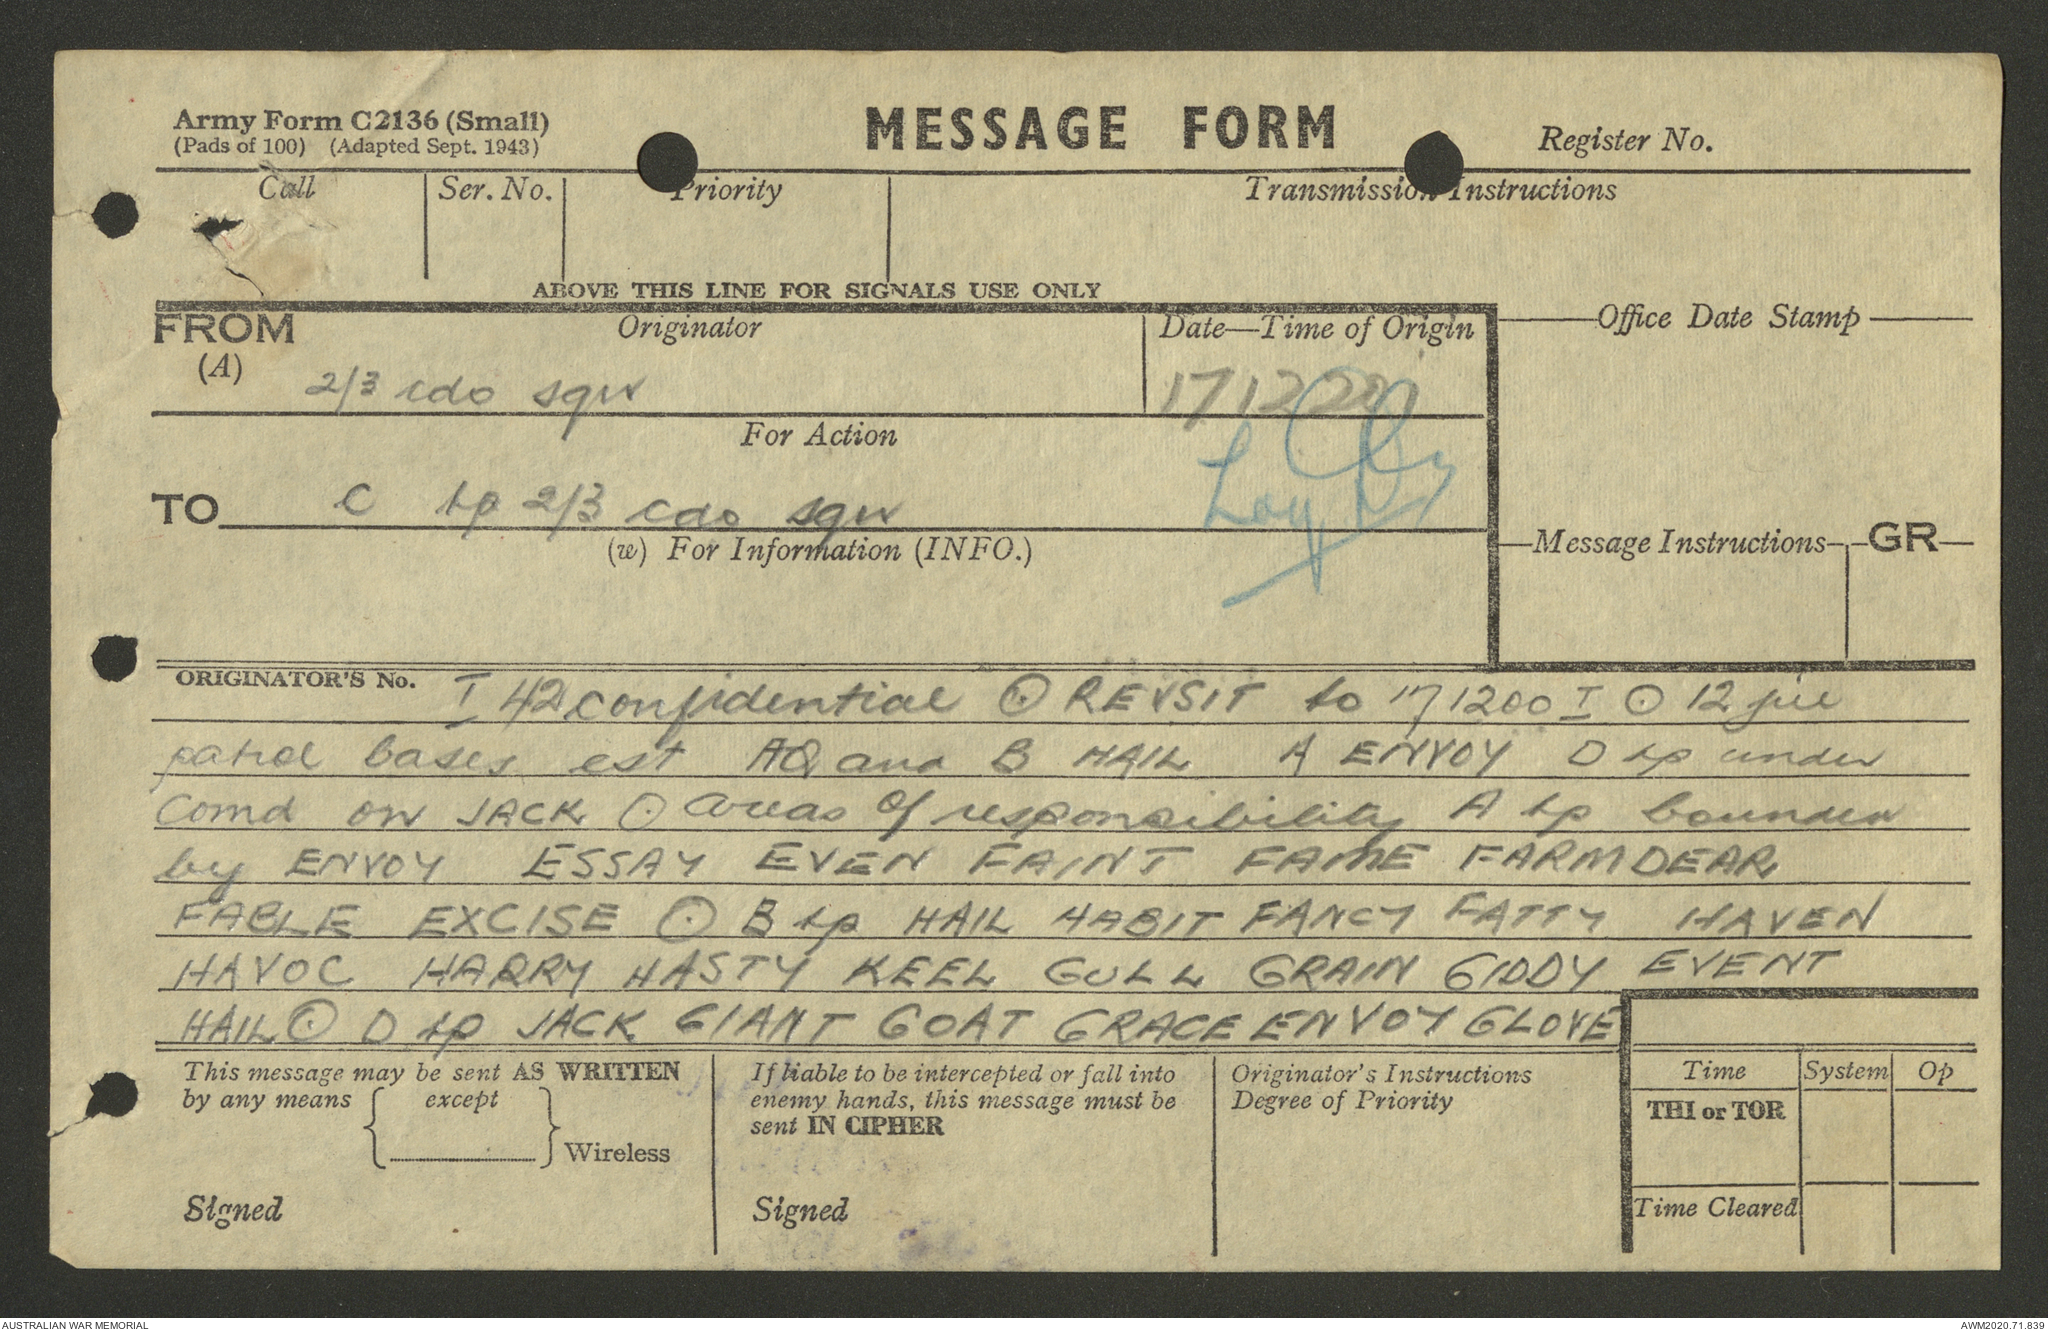 Army Form C2136 (Small)
(Pads of 100) (Adapted Sept. 1943)
MESSAGE FORM
Register No.
Call
Ser. No.
Priority
Transmission Instructions
ABOVE THIS LINE FOR SIGNALS USE ONLY
FROM
(A)
Originator
Date—Time of Origin
Office Date Stamp
2/3 cdo sqn
171220
For Action
TO
C tp 2/3 cdo sqn
Log
(w) For Information (INFO.)
Message Instructions
GR
ORIGINATOR'S No.
I 42 confidential ⊙ REVSIT to 171200 I ⊙ 12 jul
patrol bases est HQ and B HAIL A ENVOY D tp under
comd on JACK ⊙ areas of responsibility A tp bounded
by ENVOY ESSAY EVEN FAINT FAME FARM DEAR
FABLE EXCISE ⊙ B tp HAIL HABIT FANCY FATTY HAVEN
HAVOC HARRY HASTY KEEL GULL GRAIN GIDDY EVENT
HAIL ⊙ D tp JACK GIANT GOAT GRACE ENVOY GLOVE
This message may be sent AS WRITTEN
by any means except
Wireless
Signed
If liable to be intercepted or fall into
enemy hands, this message must be
sent IN CIPHER
Signed
Originator's Instructions
Degree of Priority
Time
System
Op
THI or TOR
Time Cleared
AUSTRALIAN WAR MEMORIAL
AWM2020.71.839